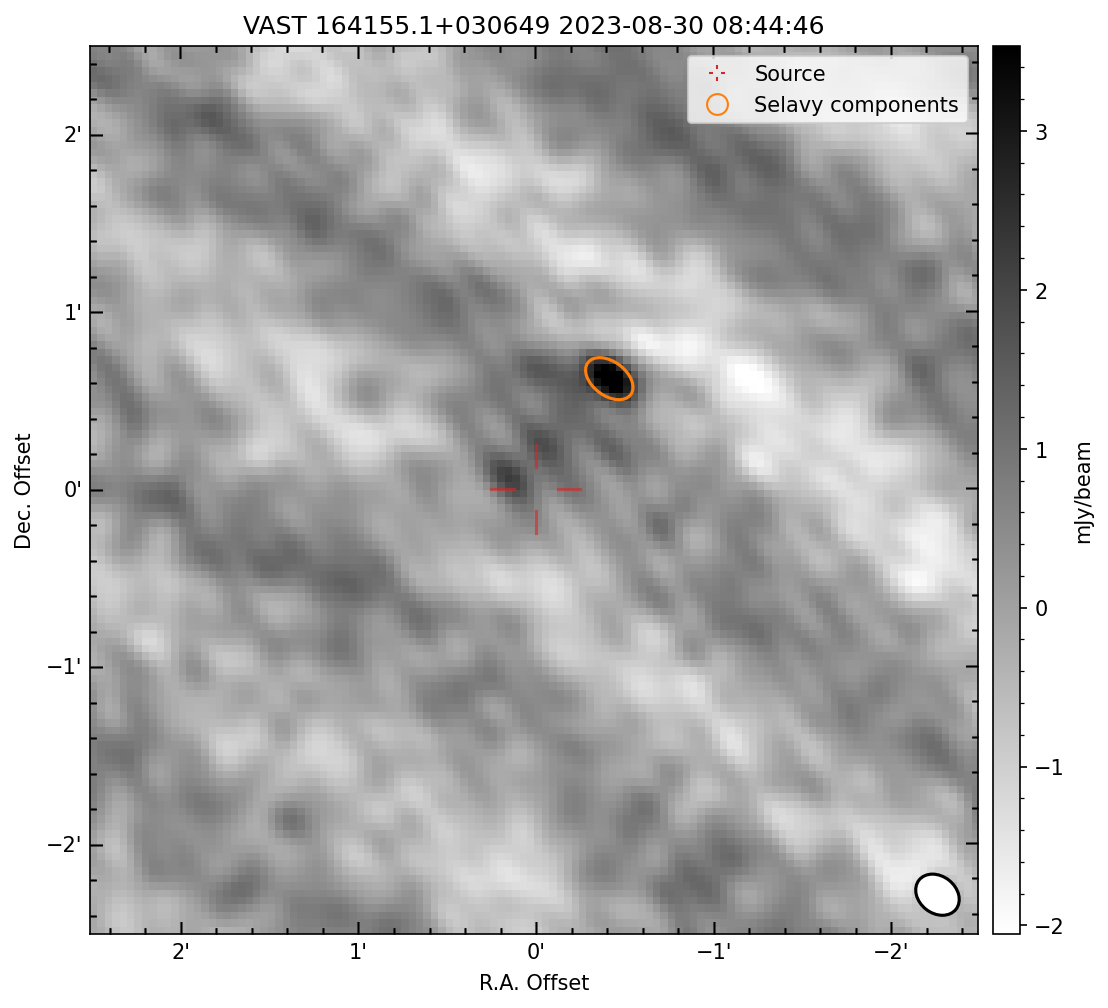 VAST 164155.1+030649 2023-08-30 08:44:46
Source
Selavy components
2'
1'
0'
−1'
−2'
Dec. Offset
2'
1'
0'
−1'
−2'
R.A. Offset
3
2
1
0
−1
−2
mJy/beam